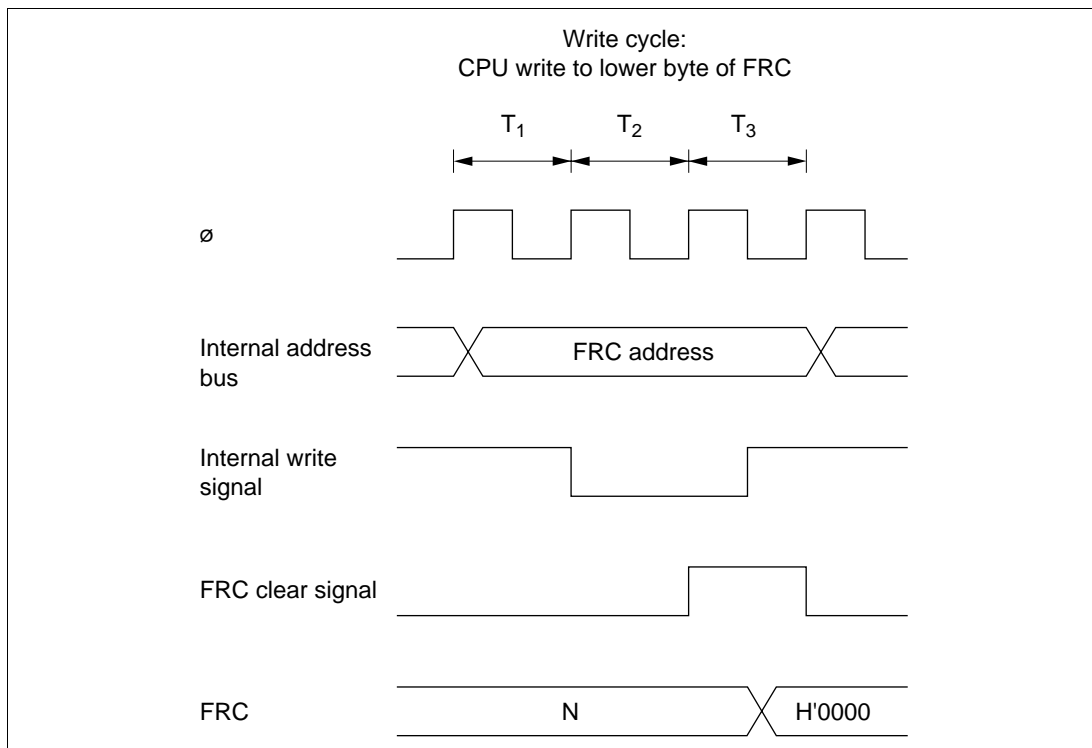 Write cycle:
CPU write to lower byte of FRC
T1 T2 T3
ø
Internal address
bus
FRC address
Internal write
signal
FRC clear signal
FRC
N
H'0000